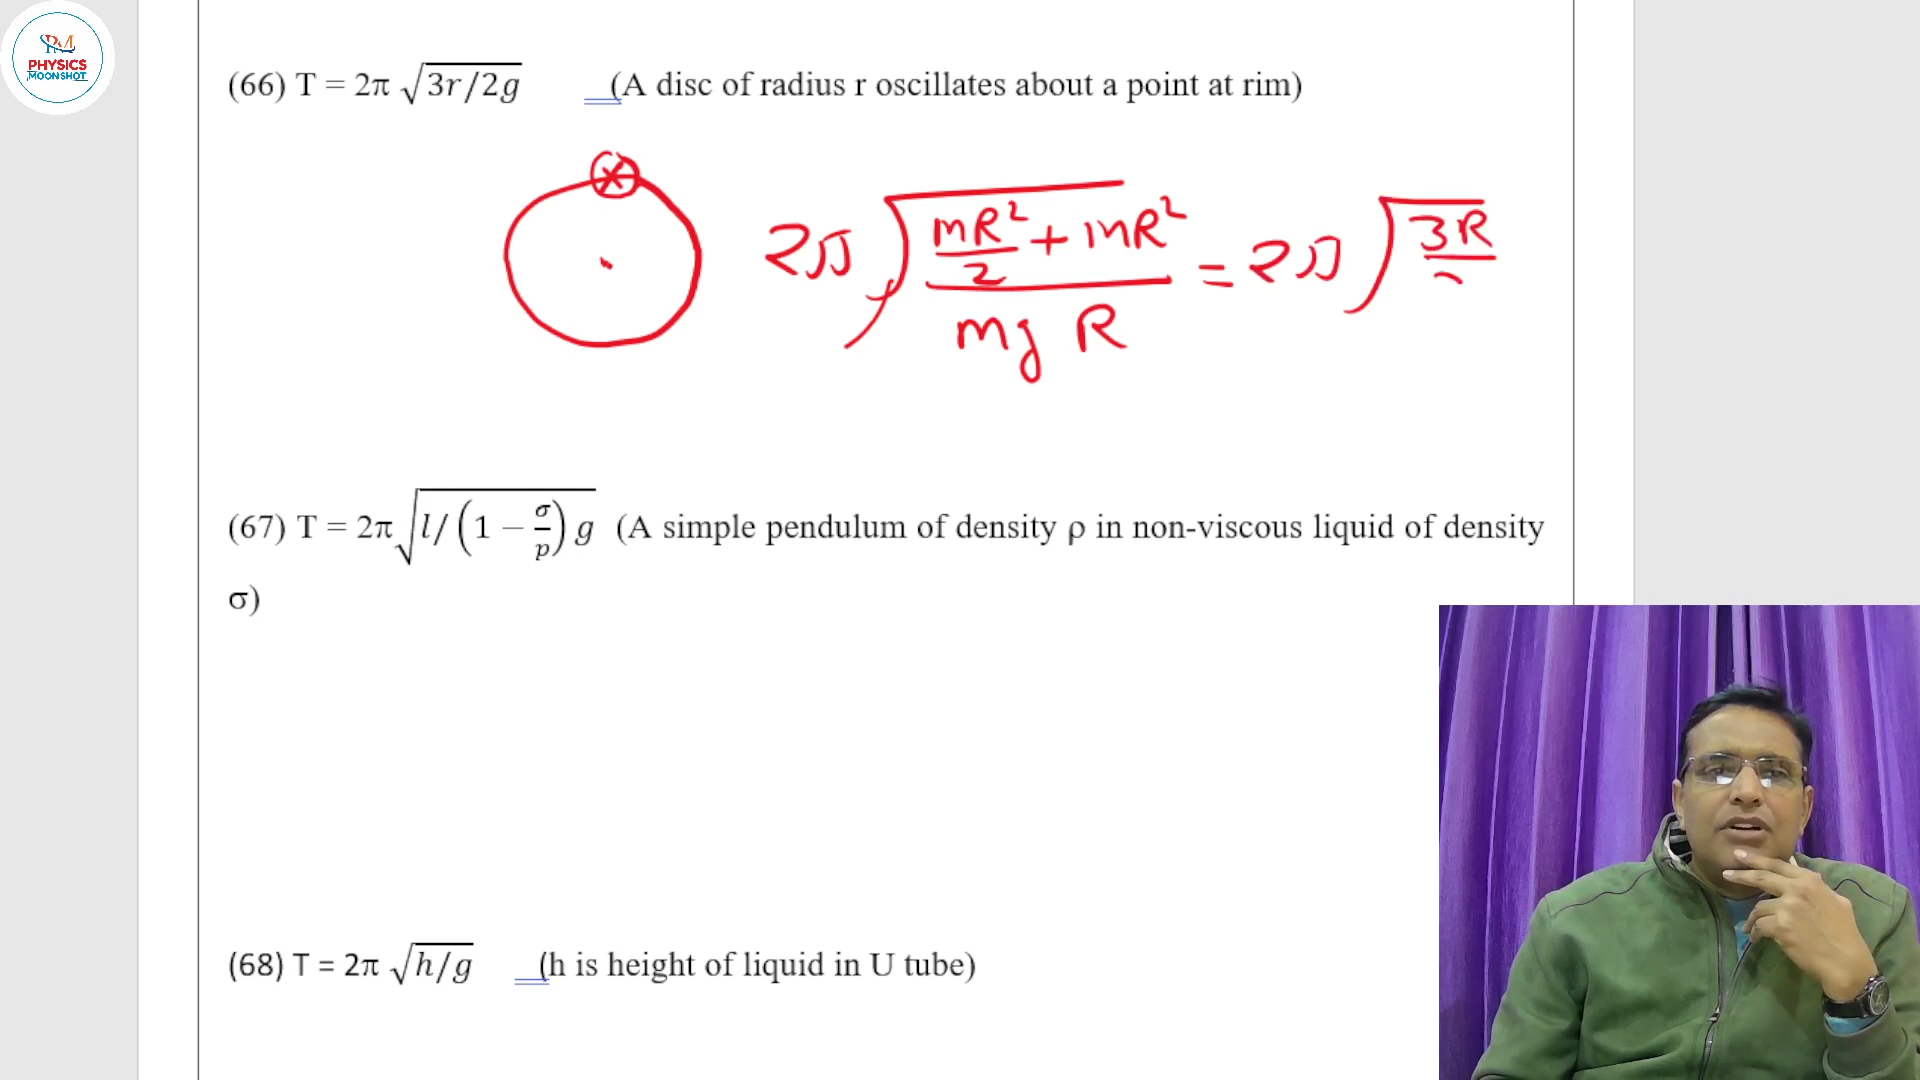 RM
PHYSICS
MOONSHOT
(66) T = 2π √3r/2g (A disc of radius r oscillates about a point at rim)
2π √(mR²/2 + mR²)/(mg R) = 2π √3R/
(67) T = 2π √l/(1 − σ/p) g (A simple pendulum of density ρ in non-viscous liquid of density
σ)
(68) T = 2π √h/g (h is height of liquid in U tube)